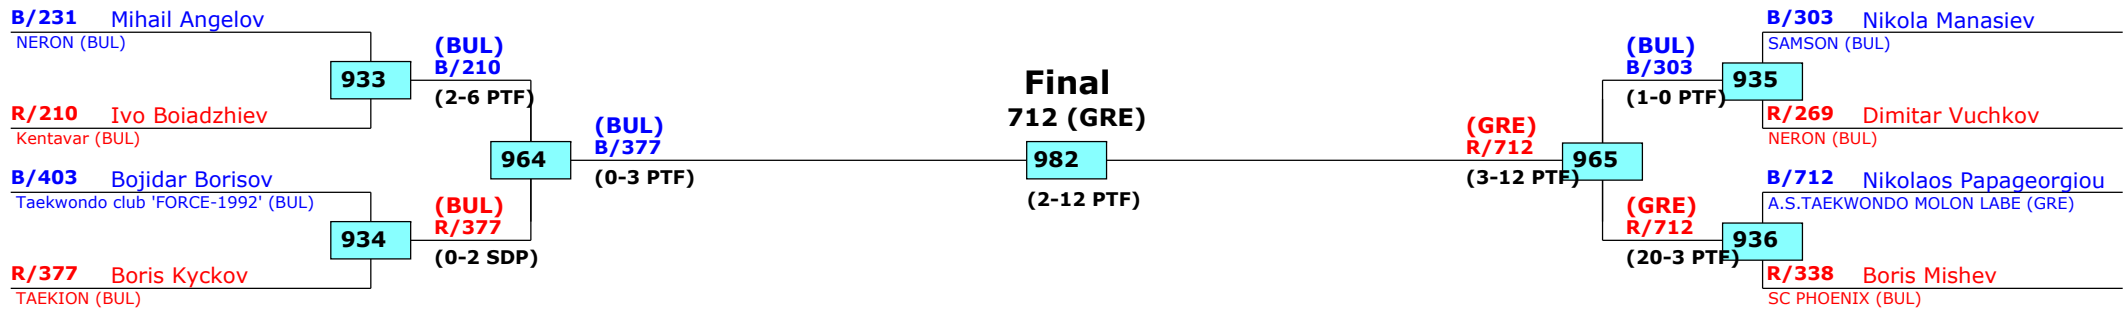 B/231 Mihail Angelov
NERON (BUL)
933
(BUL)
B/210
(2-6 PTF)
R/210 Ivo Boiadzhiev
Kentavar (BUL)
B/403 Bojidar Borisov
Taekwondo club 'FORCE-1992' (BUL)
934
(BUL)
R/377
(0-2 SDP)
R/377 Boris Kyckov
TAEKION (BUL)
964
(BUL)
B/377
(0-3 PTF)
Final
712 (GRE)
982
(2-12 PTF)
(GRE)
R/712
(3-12 PTF)
965
(BUL)
B/303
(1-0 PTF)
935
B/303 Nikola Manasiev
SAMSON (BUL)
R/269 Dimitar Vuchkov
NERON (BUL)
(GRE)
R/712
(20-3 PTF)
936
B/712 Nikolaos Papageorgiou
A.S.TAEKWONDO MOLON LABE (GRE)
R/338 Boris Mishev
SC PHOENIX (BUL)